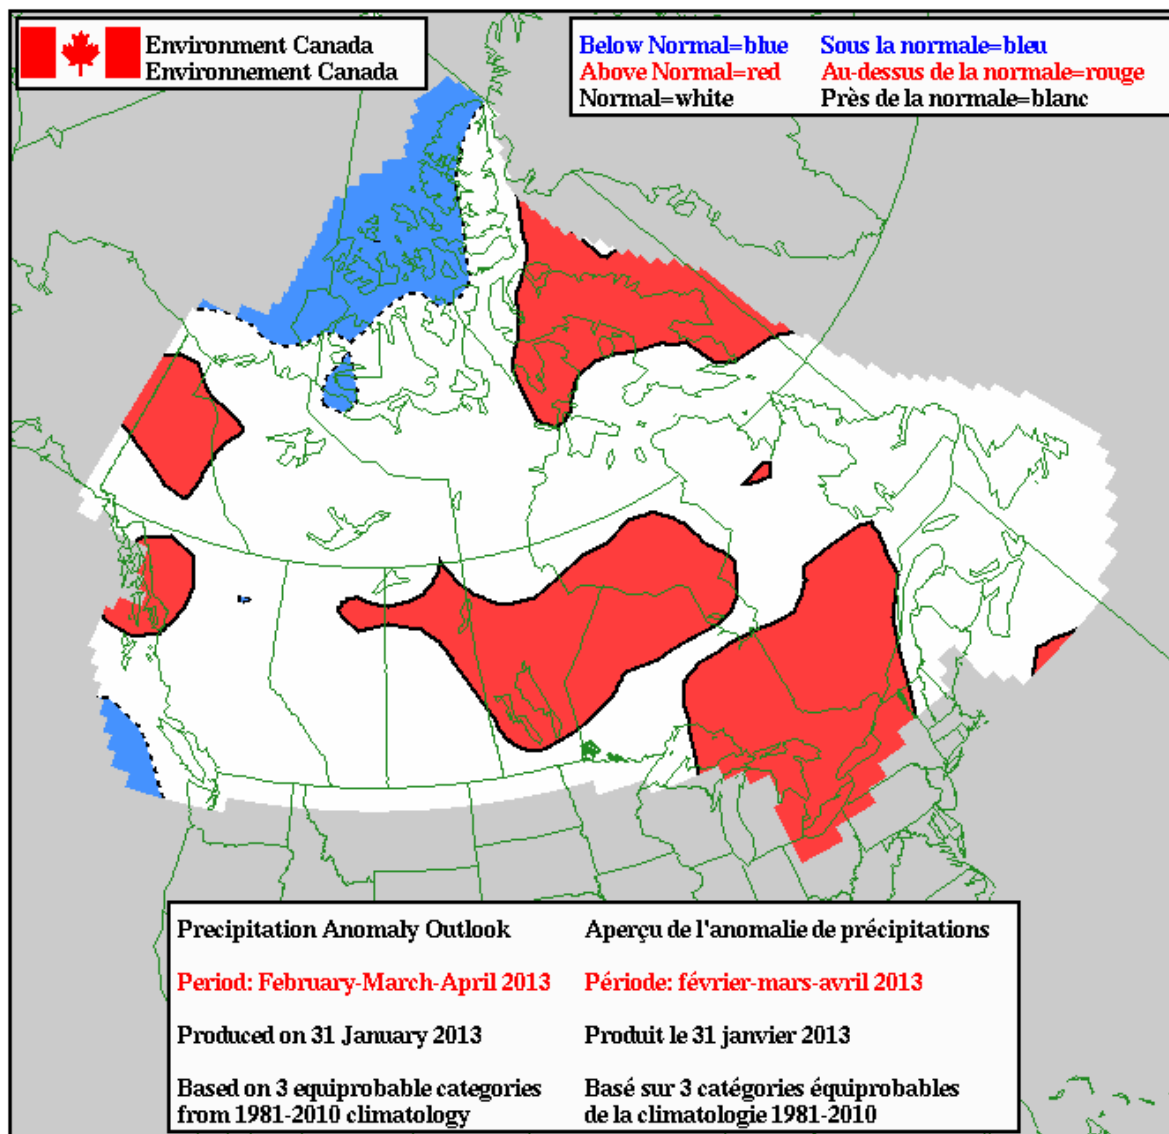 Environment Canada
Environnement Canada
Below Normal=blue Sous la normale=bleu
Above Normal=red Au-dessus de la normale=rouge
Normal=white Près de la normale=blanc
Precipitation Anomaly Outlook Aperçu de l'anomalie de précipitations
Period: February-March-April 2013 Période: février-mars-avril 2013
Produced on 31 January 2013 Produit le 31 janvier 2013
Based on 3 equiprobable categories Basé sur 3 catégories équiprobables
from 1981-2010 climatology de la climatologie 1981-2010